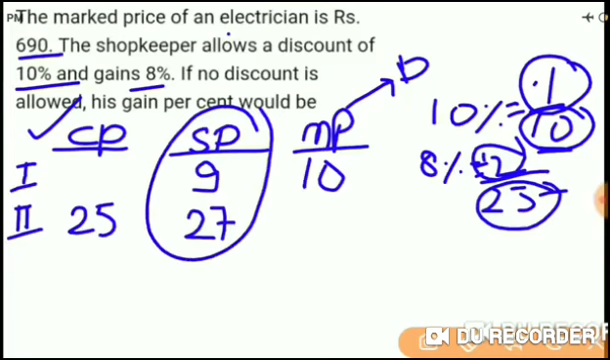 PM
The marked price of an electrician is Rs.
690. The shopkeeper allows a discount of
10% and gains 8%. If no discount is
allowed, his gain per cent would be
D
CP SP MP
I 9 10
II 25 27
10% = 1
10
8% = 2
25
DU RECORDER